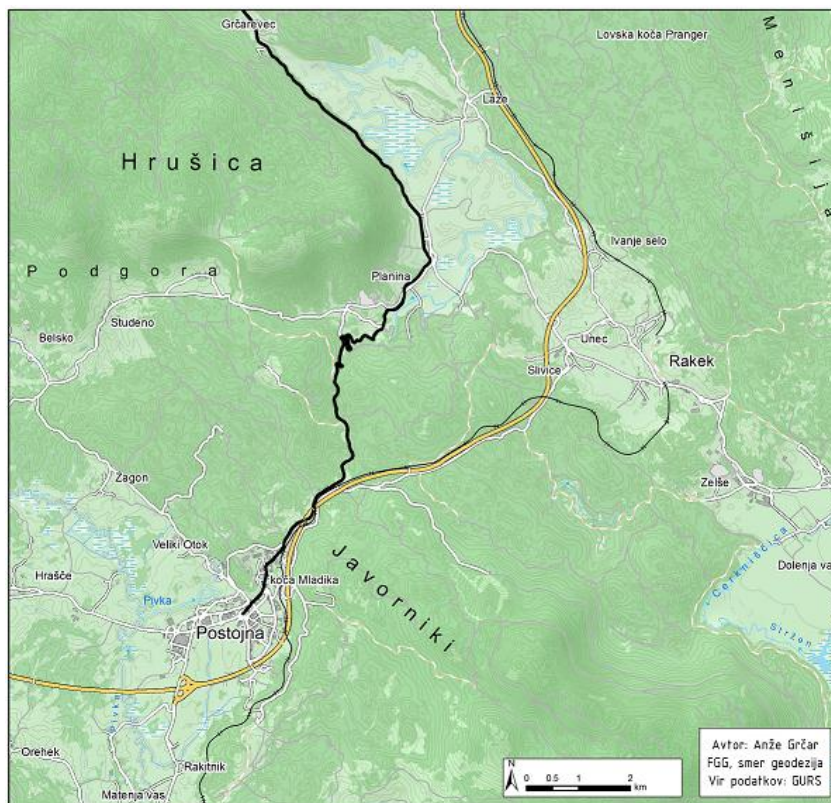 Grčarevec
Lovska koča Pranger
Menišija
Laze
Hrušica
Ivanje selo
Planina
Podgora
Studeno
Belsko
Unec
Rakek
Slivice
Zagon
Zelše
Cerkniščica
Veliki Otok
Javorniki
Dolenja va
Hrašče
koča Mladika
Pivka
Stržen
Postojna
Pivka
Orehek
Rakitnik
Matenja vas
N
0 0.5 1 2
km
Avtor: Anže Grčar
FGG, smer geodezija
Vir podatkov: GURS